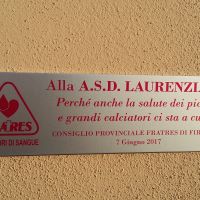 Alla A.S.D. LAURENZI
Perché anche la salute dei pic
e grandi calciatori ci sta a cu
CONSIGLIO PROVINCIALE FRATRES DI FIR
7 Giugno 2017
RES
RI DI SANGUE